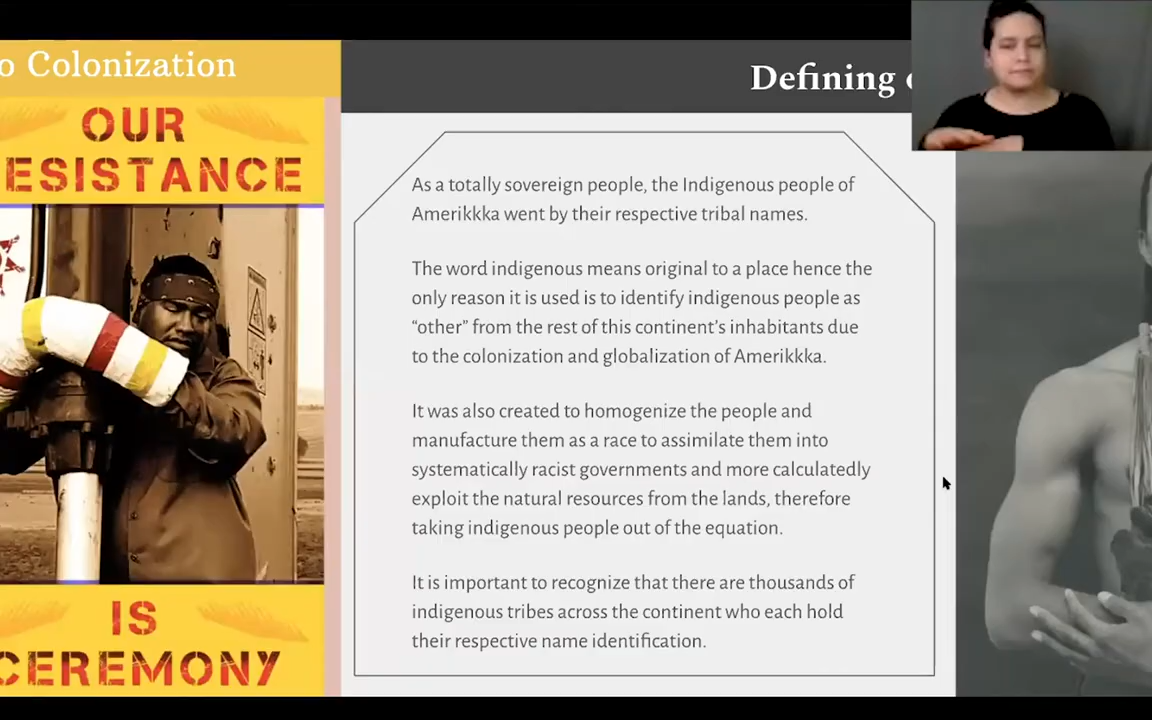 o Colonization
OUR
ESISTANCE
IS
CEREMONY
Defining
As a totally sovereign people, the Indigenous people of
Amerikkka went by their respective tribal names.
The word indigenous means original to a place hence the
only reason it is used is to identify indigenous people as
“other” from the rest of this continent’s inhabitants due
to the colonization and globalization of Amerikkka.
It was also created to homogenize the people and
manufacture them as a race to assimilate them into
systematically racist governments and more calculatedly
exploit the natural resources from the lands, therefore
taking indigenous people out of the equation.
It is important to recognize that there are thousands of
indigenous tribes across the continent who each hold
their respective name identification.